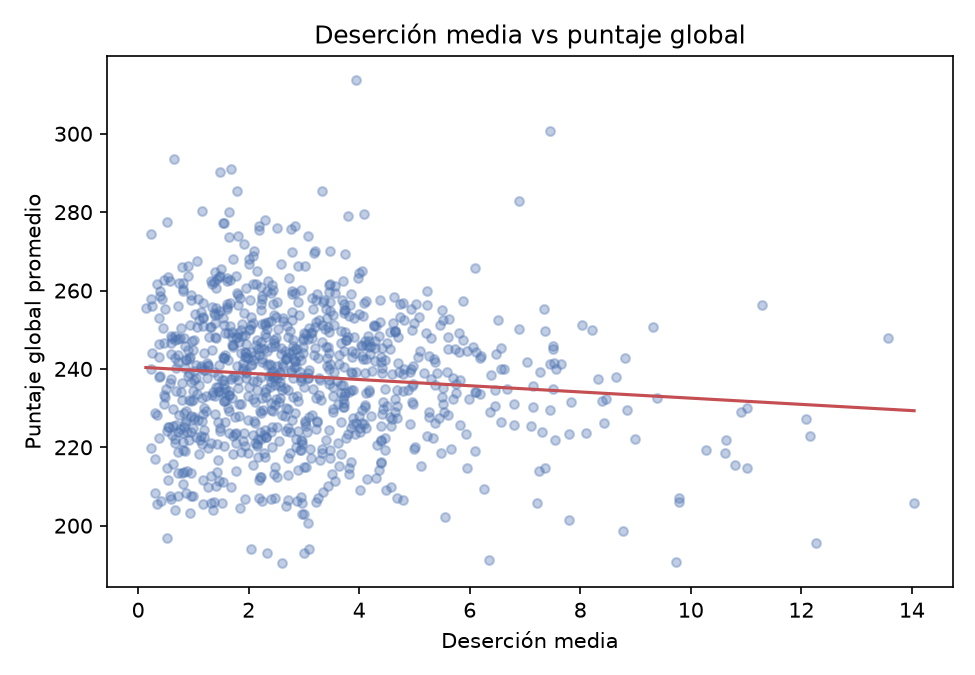 Deserción media vs puntaje global
Puntaje global promedio
300
280
260
240
220
200
0 2 4 6 8 10 12 14
Deserción media